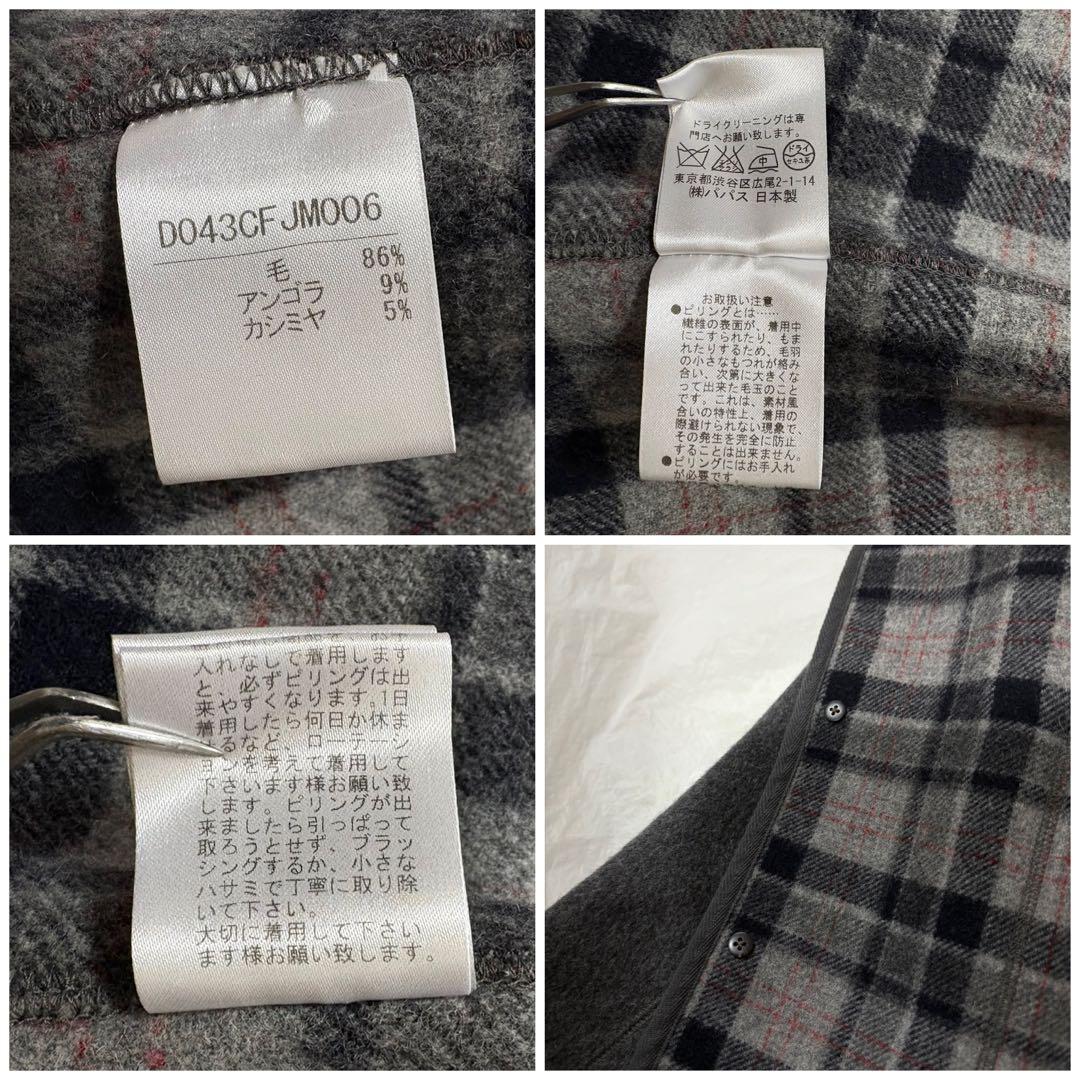 D043CFJM006
毛 86%
アンゴラ 9%
カシミヤ 5%
ドライクリーニングは専
門店へお願い致します。
エンソ
サラシ
中
ドライ
セキユ系
東京都渋谷区広尾2-1-14
㈱パパス 日本製
お取扱い注意
●ピリングとは……
繊維の表面が、着用中
にこすられたり、もま
れたりするため、毛羽
の小さなもつれが絡み
合い、次第に大きくな
って出来た毛玉のこと
です。これは、素材風
合いの特性上、着用の
際避けられない現象で、
その発生を完全に防止
することは出来ません。
●ピリングにはお手入れ
が必要です。
入れなしで着用します
と、必ずピリングは出
来やすくなります。1日
着用したら何日か休ま
せるなど、ローテーシ
ョンを考えて着用して
下さいます様お願い致
します。ピリングが出
来ましたら引っぱって
取ろうとせず、ブラッ
シングするか、小さな
ハサミで丁寧に取り除
いて下さい。
大切に着用して下さい
ます様お願い致します。